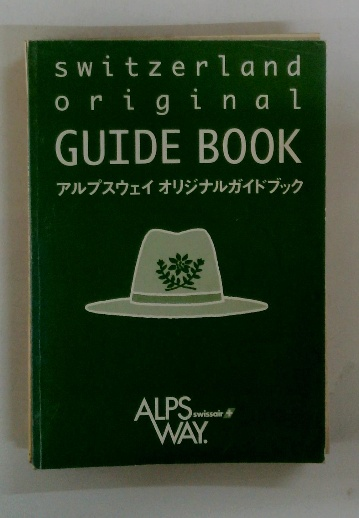 switzerland
original
GUIDE BOOK
アルプスウェイ オリジナルガイドブック
ALPS swissair
WAY.